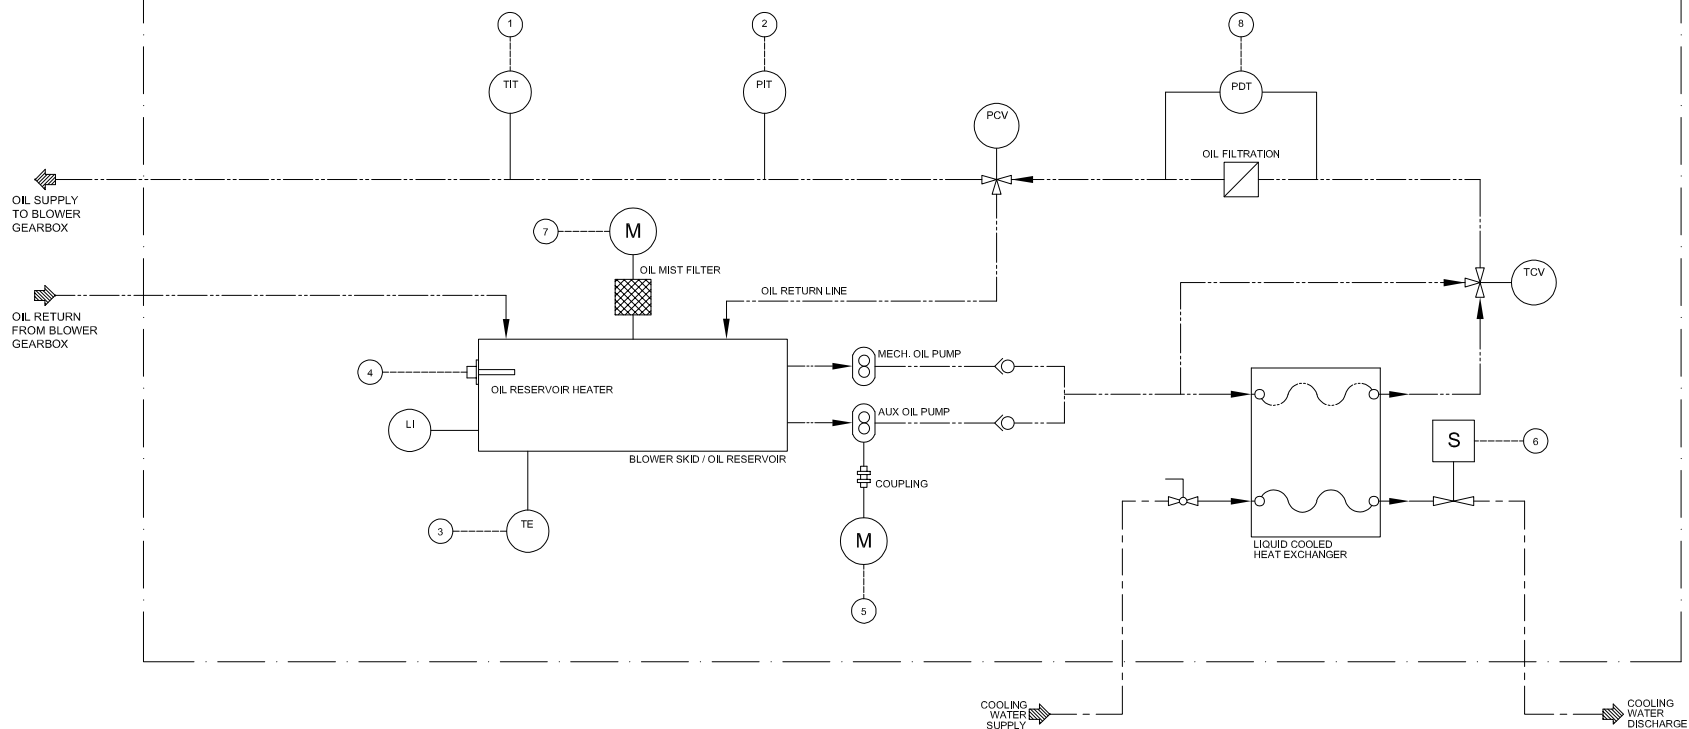 1
2
8
TIT
PIT
PDT
PCV
OIL FILTRATION
OIL SUPPLY
TO BLOWER
GEARBOX
7
M
OIL MIST FILTER
TCV
OIL RETURN LINE
OIL RETURN
FROM BLOWER
GEARBOX
MECH. OIL PUMP
4
OIL RESERVOIR HEATER
AUX OIL PUMP
LI
S
6
BLOWER SKID / OIL RESERVOIR
COUPLING
3
TE
M
LIQUID COOLED
HEAT EXCHANGER
5
COOLING
WATER
SUPPLY
COOLING
WATER
DISCHARGE